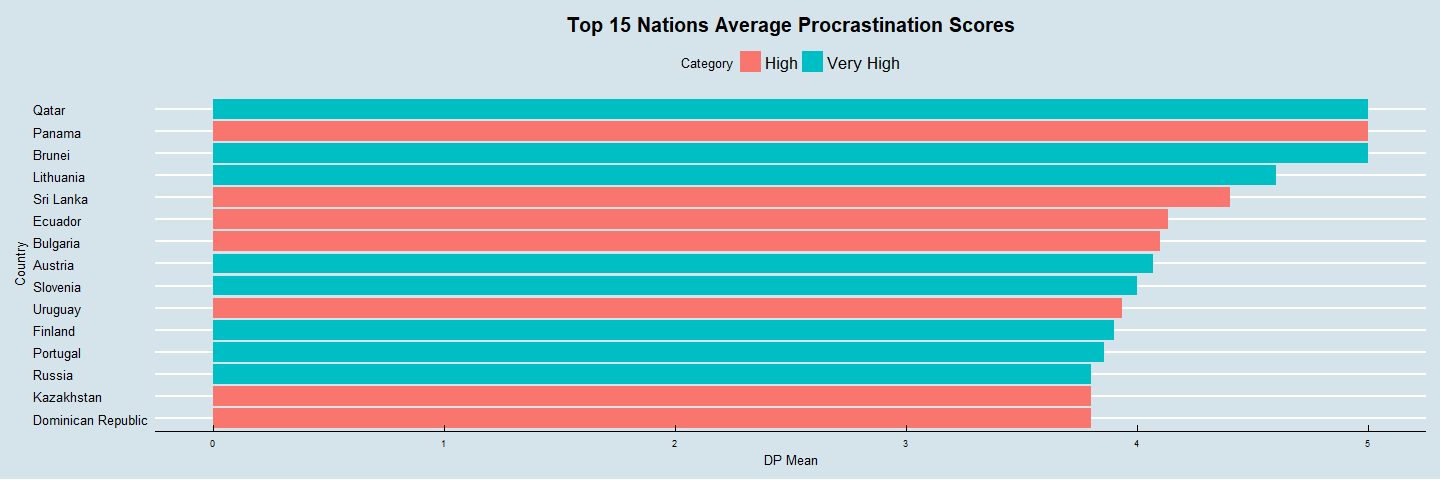 Top 15 Nations Average Procrastination Scores
Category High Very High
Qatar
Panama
Brunei
Lithuania
Sri Lanka
Ecuador
Bulgaria
Austria
Slovenia
Uruguay
Finland
Portugal
Russia
Kazakhstan
Dominican Republic
Country
0 1 2 3 4 5
DP Mean